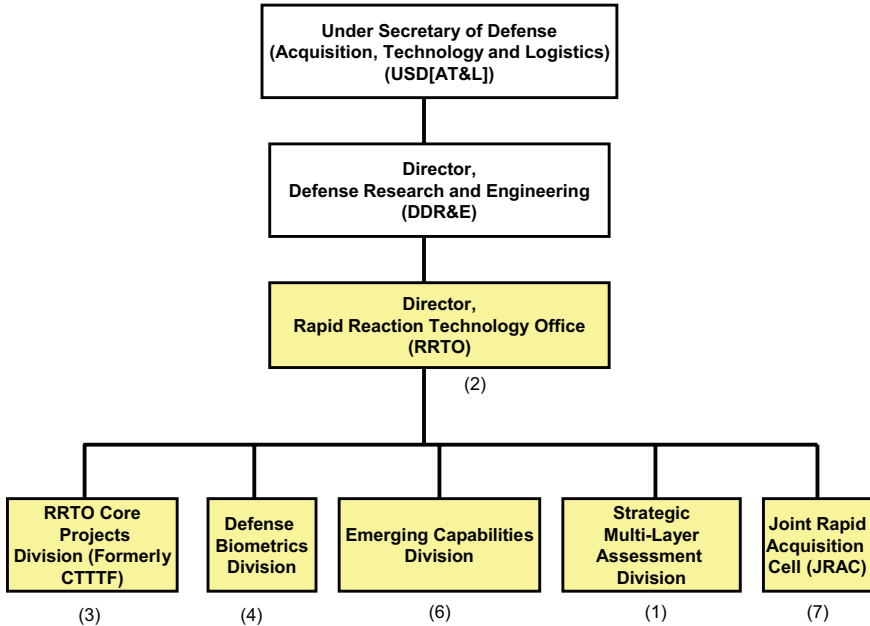 Under Secretary of Defense
(Acquisition, Technology and Logistics)
(USD[AT&L])
Director,
Defense Research and Engineering
(DDR&E)
Director,
Rapid Reaction Technology Office
(RRTO)
(2)
RRTO Core
Projects
Division (Formerly
CTTTF)
(3)
Defense
Biometrics
Division
(4)
Emerging Capabilities
Division
(6)
Strategic
Multi-Layer
Assessment
Division
(1)
Joint Rapid
Acquisition
Cell (JRAC)
(7)